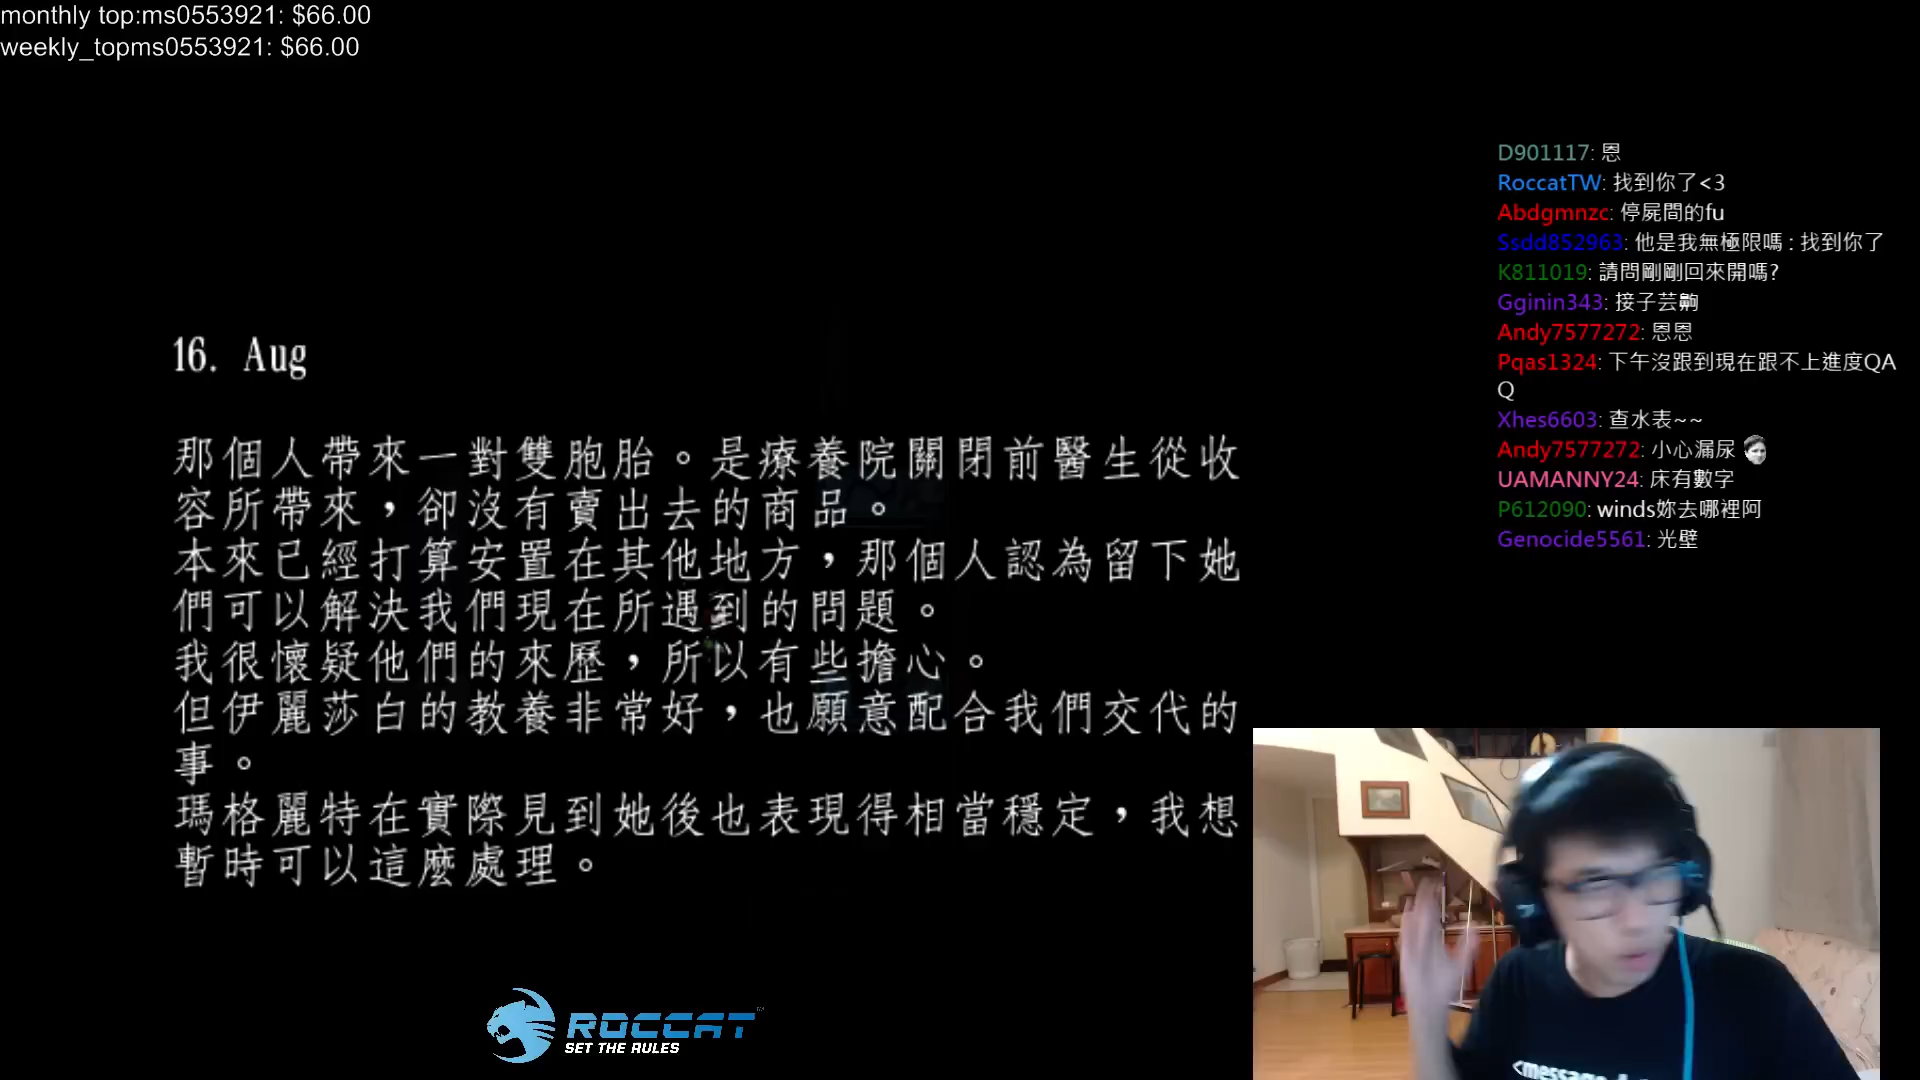 monthly top:ms0553921: $66.00
weekly_topms0553921: $66.00
D901117: 恩
RoccatTW: 找到你了<3
Abdgmnzc: 停屍間的fu
Ssdd852963: 他是我無極限嗎 : 找到你了
K811019: 請問剛剛回來開嗎?
Gginin343: 接子芸齁
Andy7577272: 恩恩
Pqas1324: 下午沒跟到現在跟不上進度QA
Q
Xhes6603: 查水表~~
Andy7577272: 小心漏尿
UAMANNY24: 床有數字
P612090: winds妳去哪裡阿
Genocide5561: 光壁
16. Aug
那個人帶來一對雙胞胎。是療養院關閉前醫生從收
容所帶來，卻沒有賣出去的商品。
本來已經打算安置在其他地方，那個人認為留下她
們可以解決我們現在所遇到的問題。
我很懷疑他們的來歷，所以有些擔心。
但伊麗莎白的教養非常好，也願意配合我們交代的
事。
瑪格麗特在實際見到她後也表現得相當穩定，我想
暫時可以這麼處理。
ROCCAT™
SET THE RULES